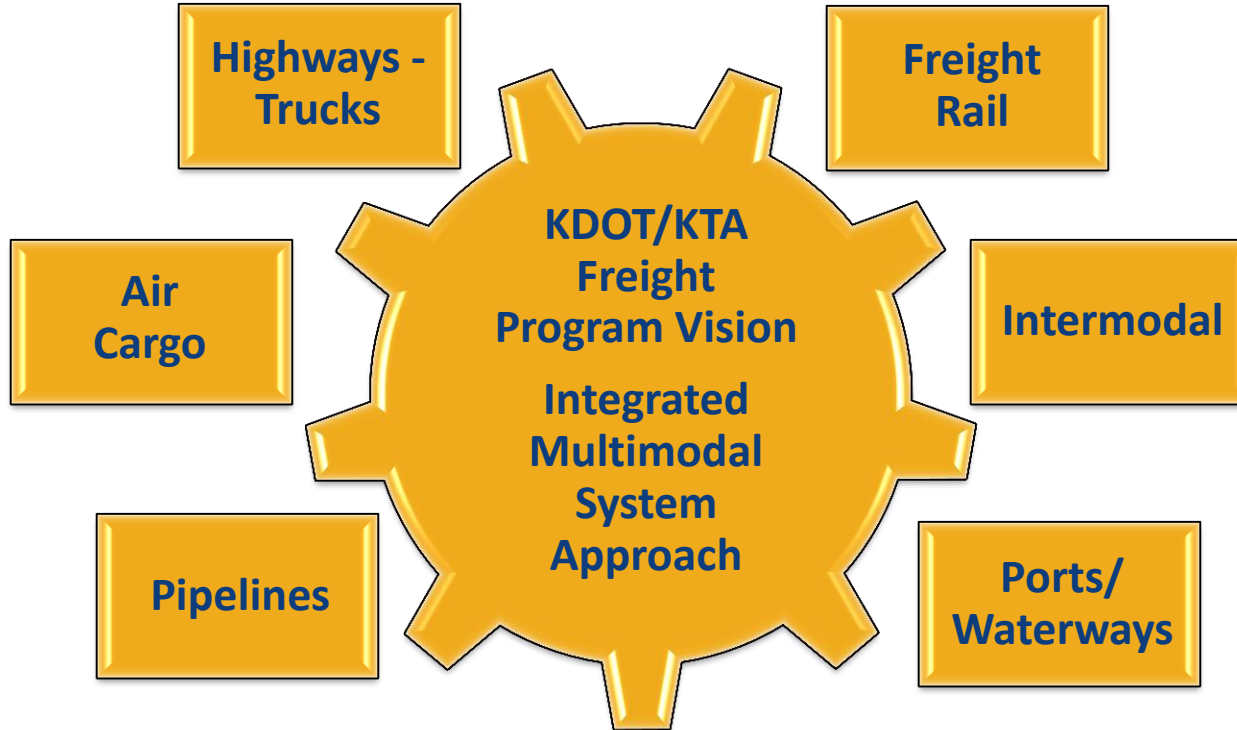 Highways -
Trucks
Freight
Rail
Air
Cargo
KDOT/KTA
Freight
Program Vision
Integrated
Multimodal
System
Approach
Intermodal
Pipelines
Ports/
Waterways